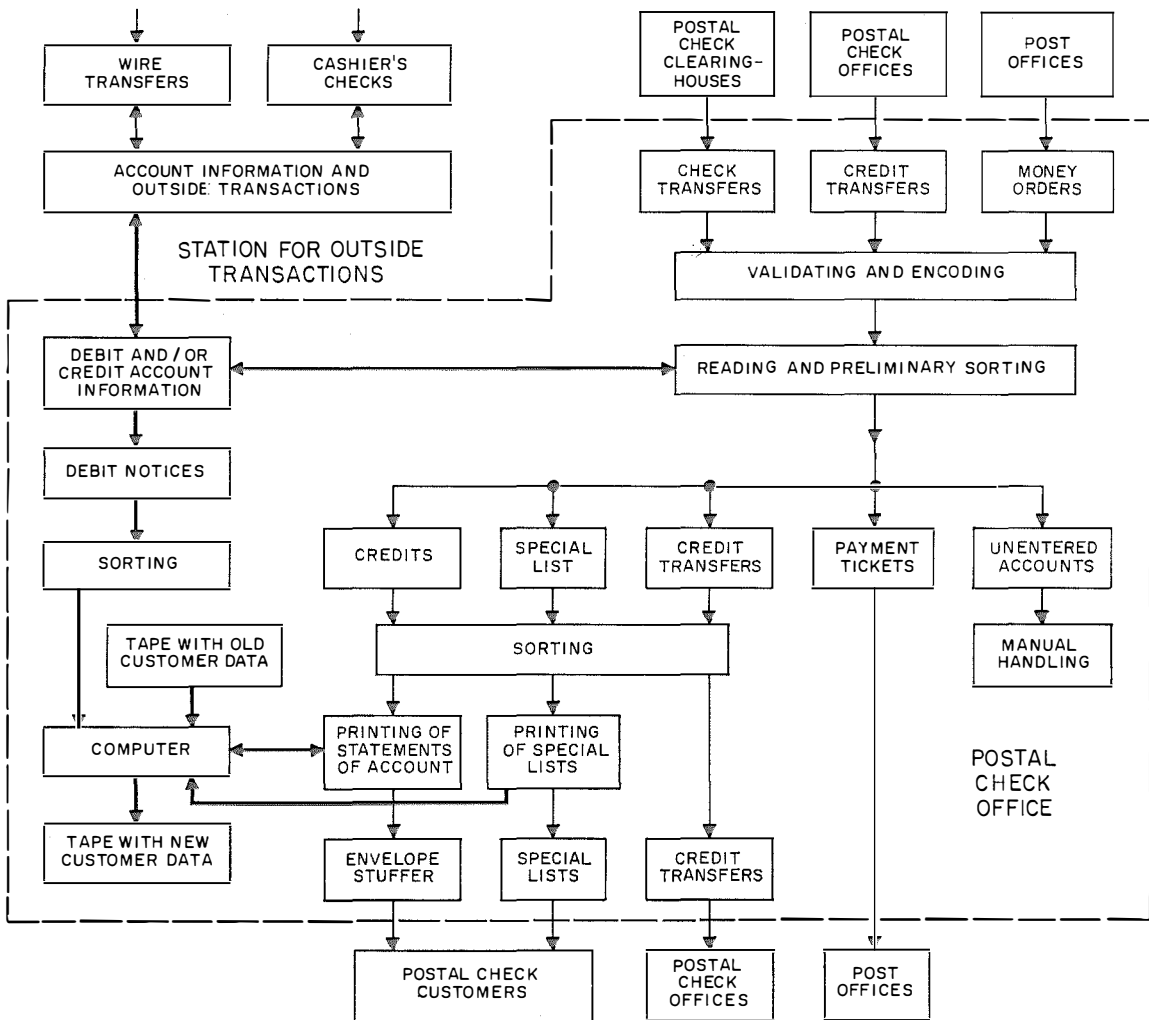 WIRE
TRANSFERS
CASHIER'S
CHECKS
POSTAL
CHECK
CLEARING-
HOUSES
POSTAL
CHECK
OFFICES
POST
OFFICES
ACCOUNT INFORMATION AND
OUTSIDE TRANSACTIONS
CHECK
TRANSFERS
CREDIT
TRANSFERS
MONEY
ORDERS
STATION FOR OUTSIDE
TRANSACTIONS
VALIDATING AND ENCODING
DEBIT AND / OR
CREDIT ACCOUNT
INFORMATION
READING AND PRELIMINARY SORTING
DEBIT NOTICES
SORTING
CREDITS
SPECIAL
LIST
CREDIT
TRANSFERS
PAYMENT
TICKETS
UNENTERED
ACCOUNTS
TAPE WITH OLD
CUSTOMER DATA
SORTING
MANUAL
HANDLING
COMPUTER
PRINTING OF
STATEMENTS
OF ACCOUNT
PRINTING
OF SPECIAL
LISTS
POSTAL
CHECK
OFFICE
TAPE WITH NEW
CUSTOMER DATA
ENVELOPE
STUFFER
SPECIAL
LISTS
CREDIT
TRANSFERS
POSTAL CHECK
CUSTOMERS
POSTAL
CHECK
OFFICES
POST
OFFICES